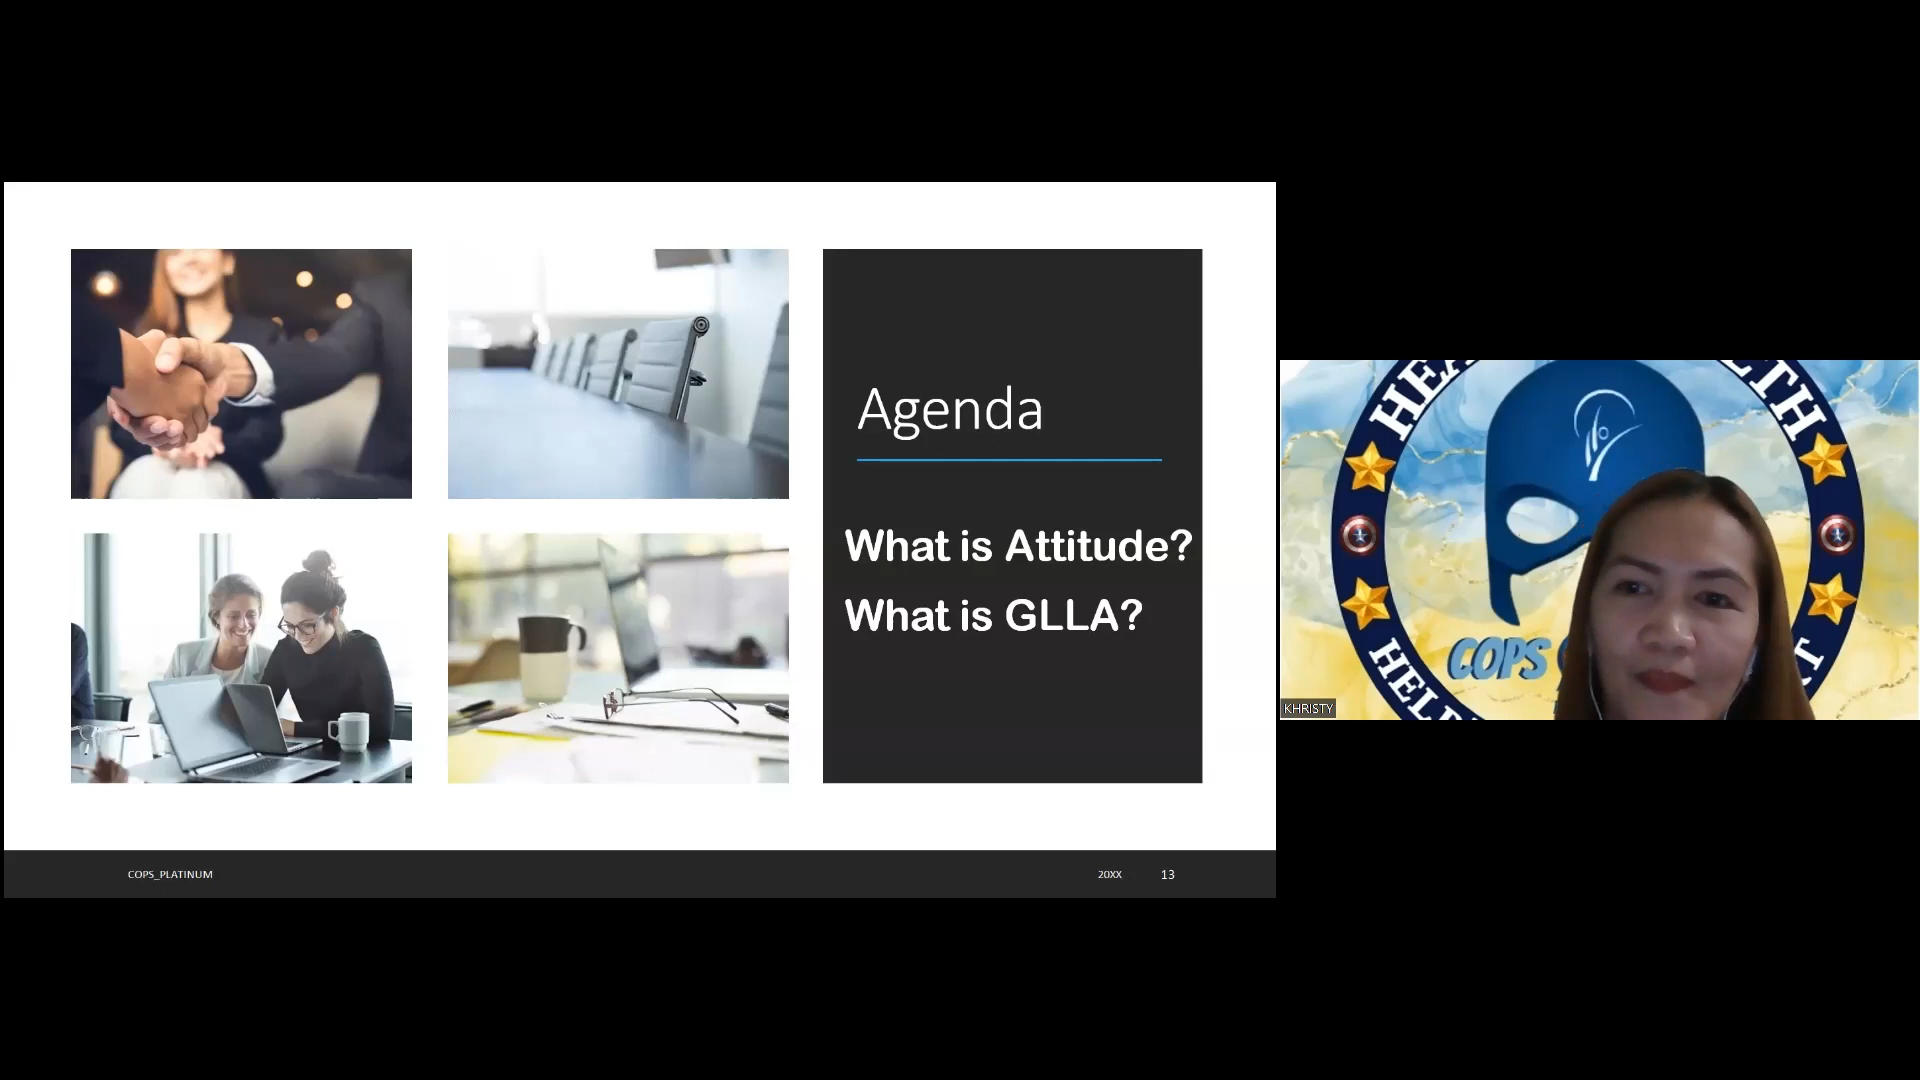 Agenda
What is Attitude?
What is GLLA?
COPS_PLATINUM
20XX
13
COPS
KHRISTY